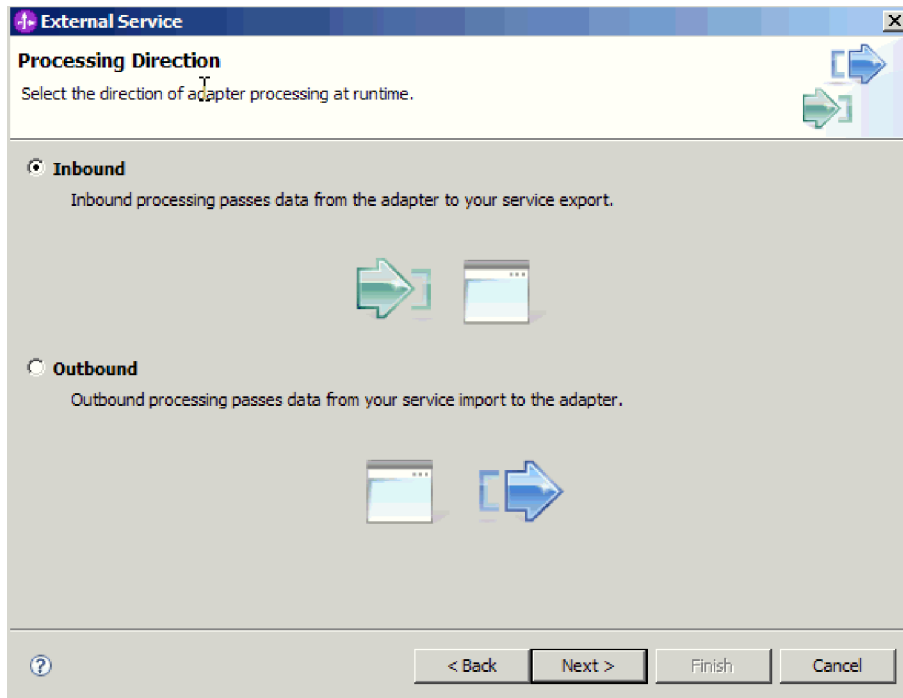 External Service
Processing Direction
Select the direction of adapter processing at runtime.
Inbound
Inbound processing passes data from the adapter to your service export.
Outbound
Outbound processing passes data from your service import to the adapter.
?
< Back
Next >
Finish
Cancel